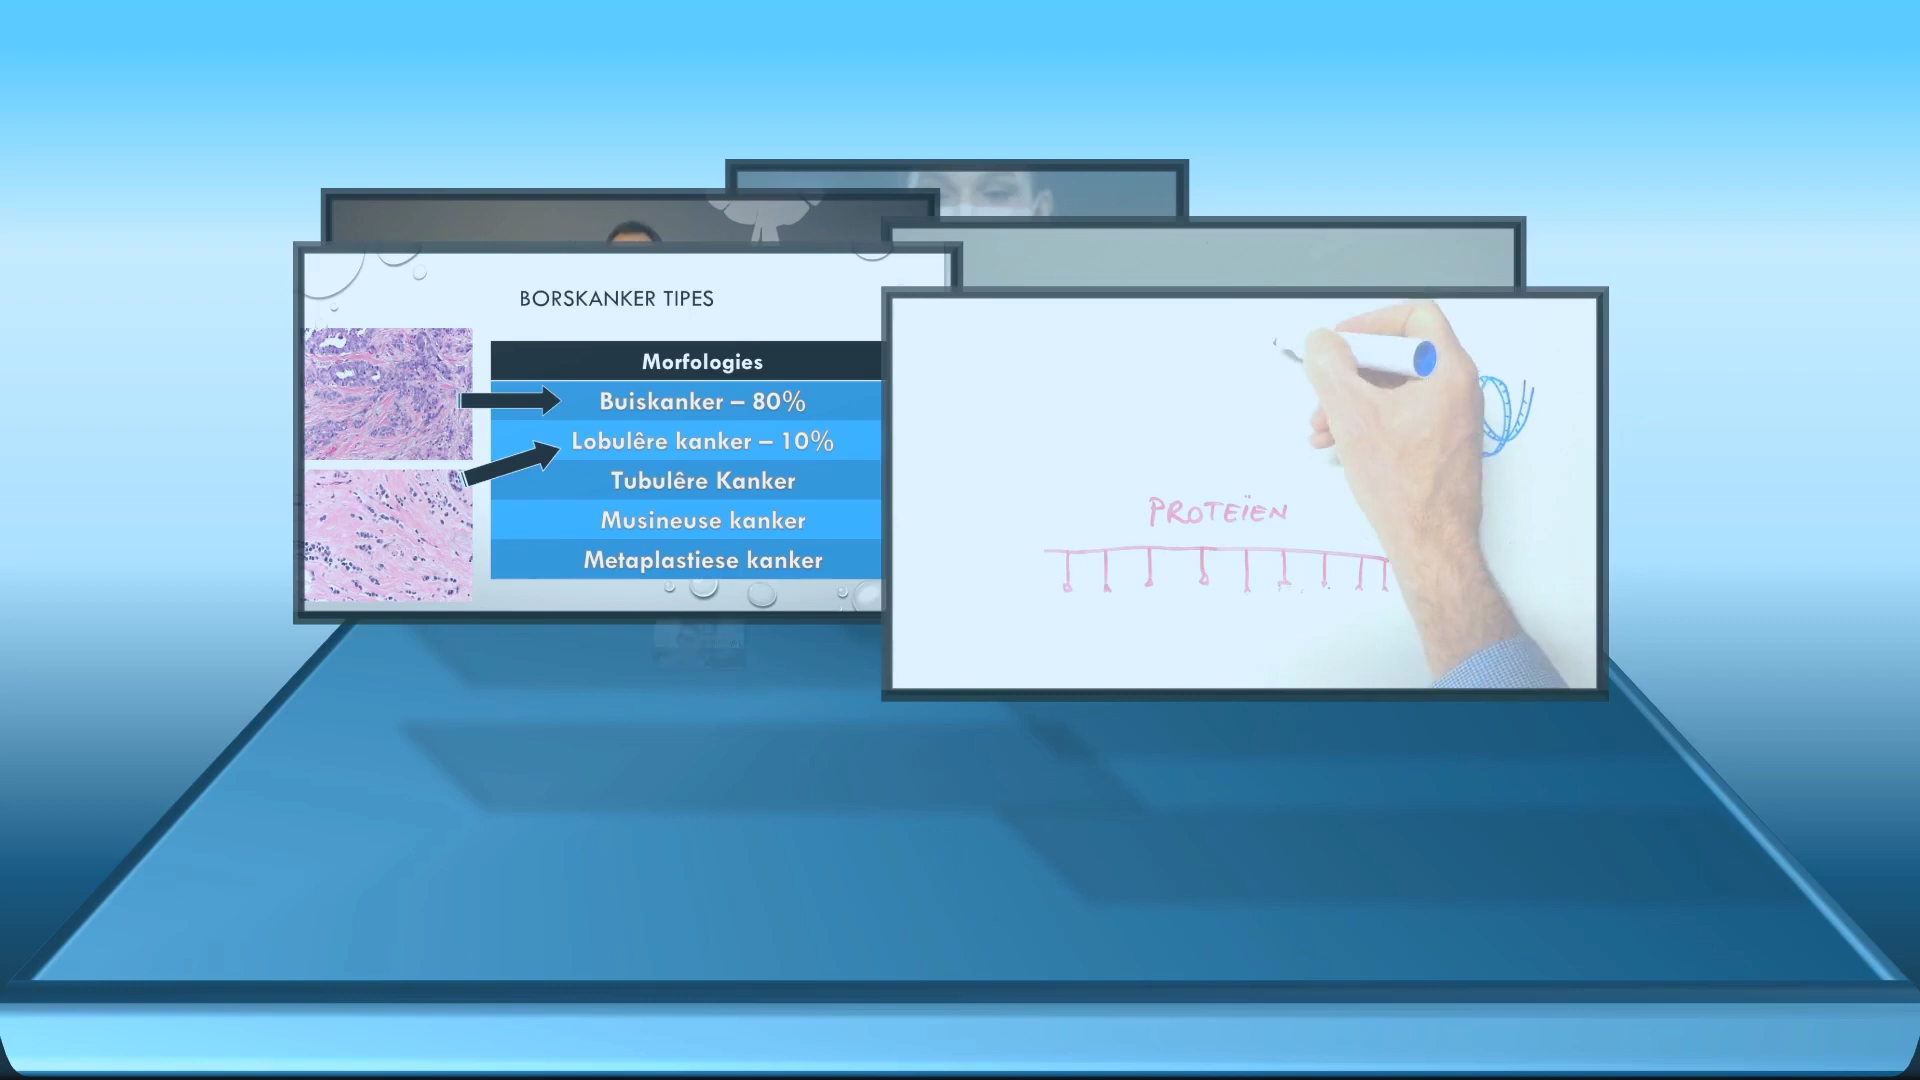 BORSKANKER TIPES
Morfologies
Buiskanker – 80%
Lobulêre kanker – 10%
Tubulêre Kanker
Musineuse kanker
Metaplastiese kanker
PROTEÏEN